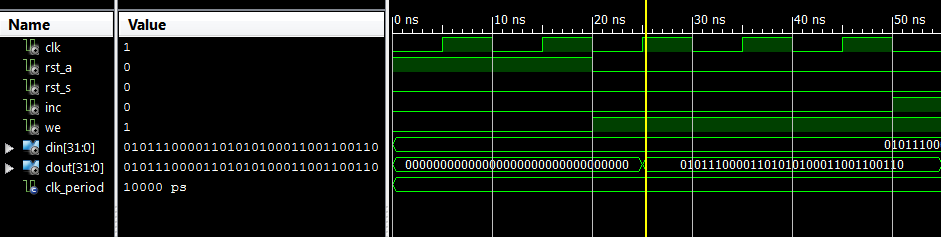 Name Value 0 ns 10 ns 20 ns 30 ns 40 ns 50 ns
clk 1
rst_a 0
rst_s 0
inc 0
we 1
din[31:0] 01011100001101010100011001100110 01011100
dout[31:0] 01011100001101010100011001100110 00000000000000000000000000000000 01011100001101010100011001100110
clk_period 10000 ps